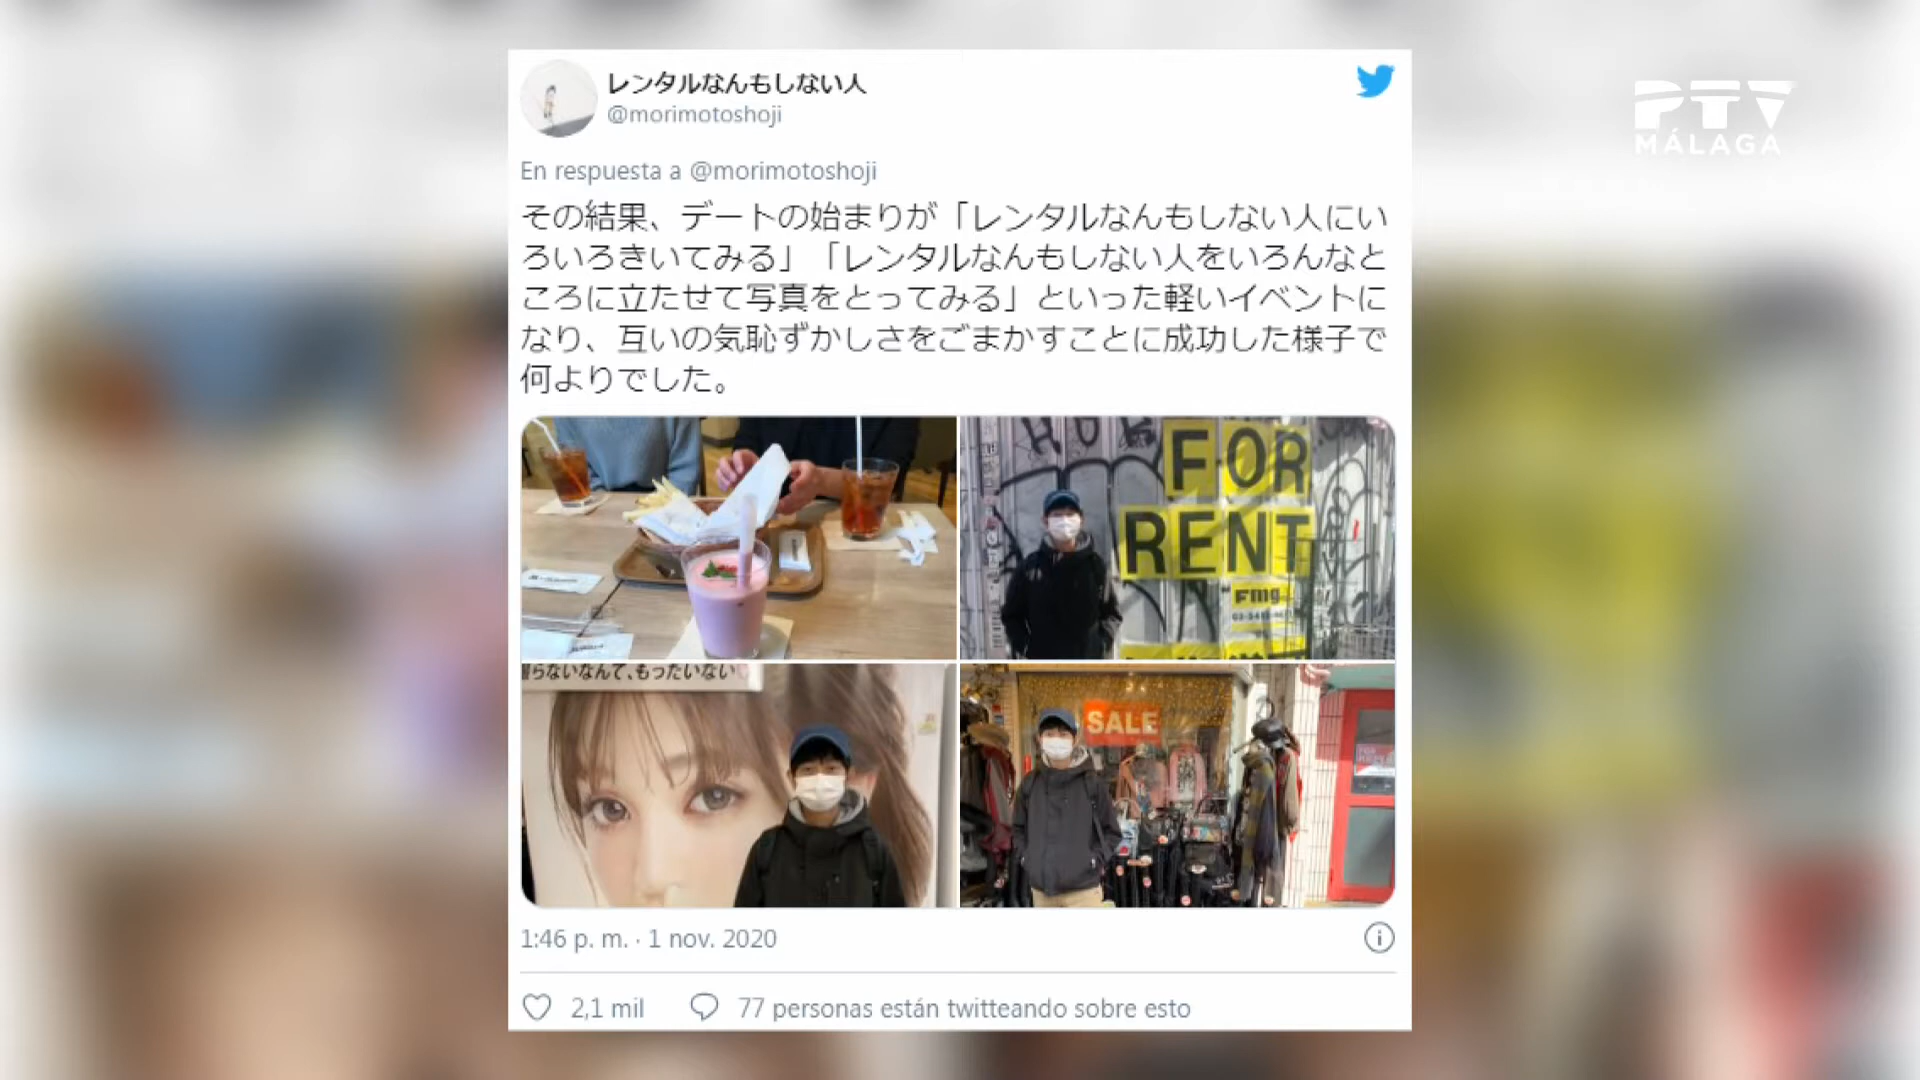 レンタルなんもしない人
@morimotoshoji
PTV
MÁLAGA
En respuesta a @morimotoshoji
その結果、デートの始まりが「レンタルなんもしない人にい
ろいろきいてみる」「レンタルなんもしない人をいろんなと
ころに立たせて写真をとってみる」といった軽いイベントに
なり、互いの気恥ずかしさをごまかすことに成功した様子で
何よりでした。
FOR
RENT
Fmg
らないなんて、もったいない
SALE
1:46 p. m. · 1 nov. 2020
2,1 mil
77 personas están twitteando sobre esto